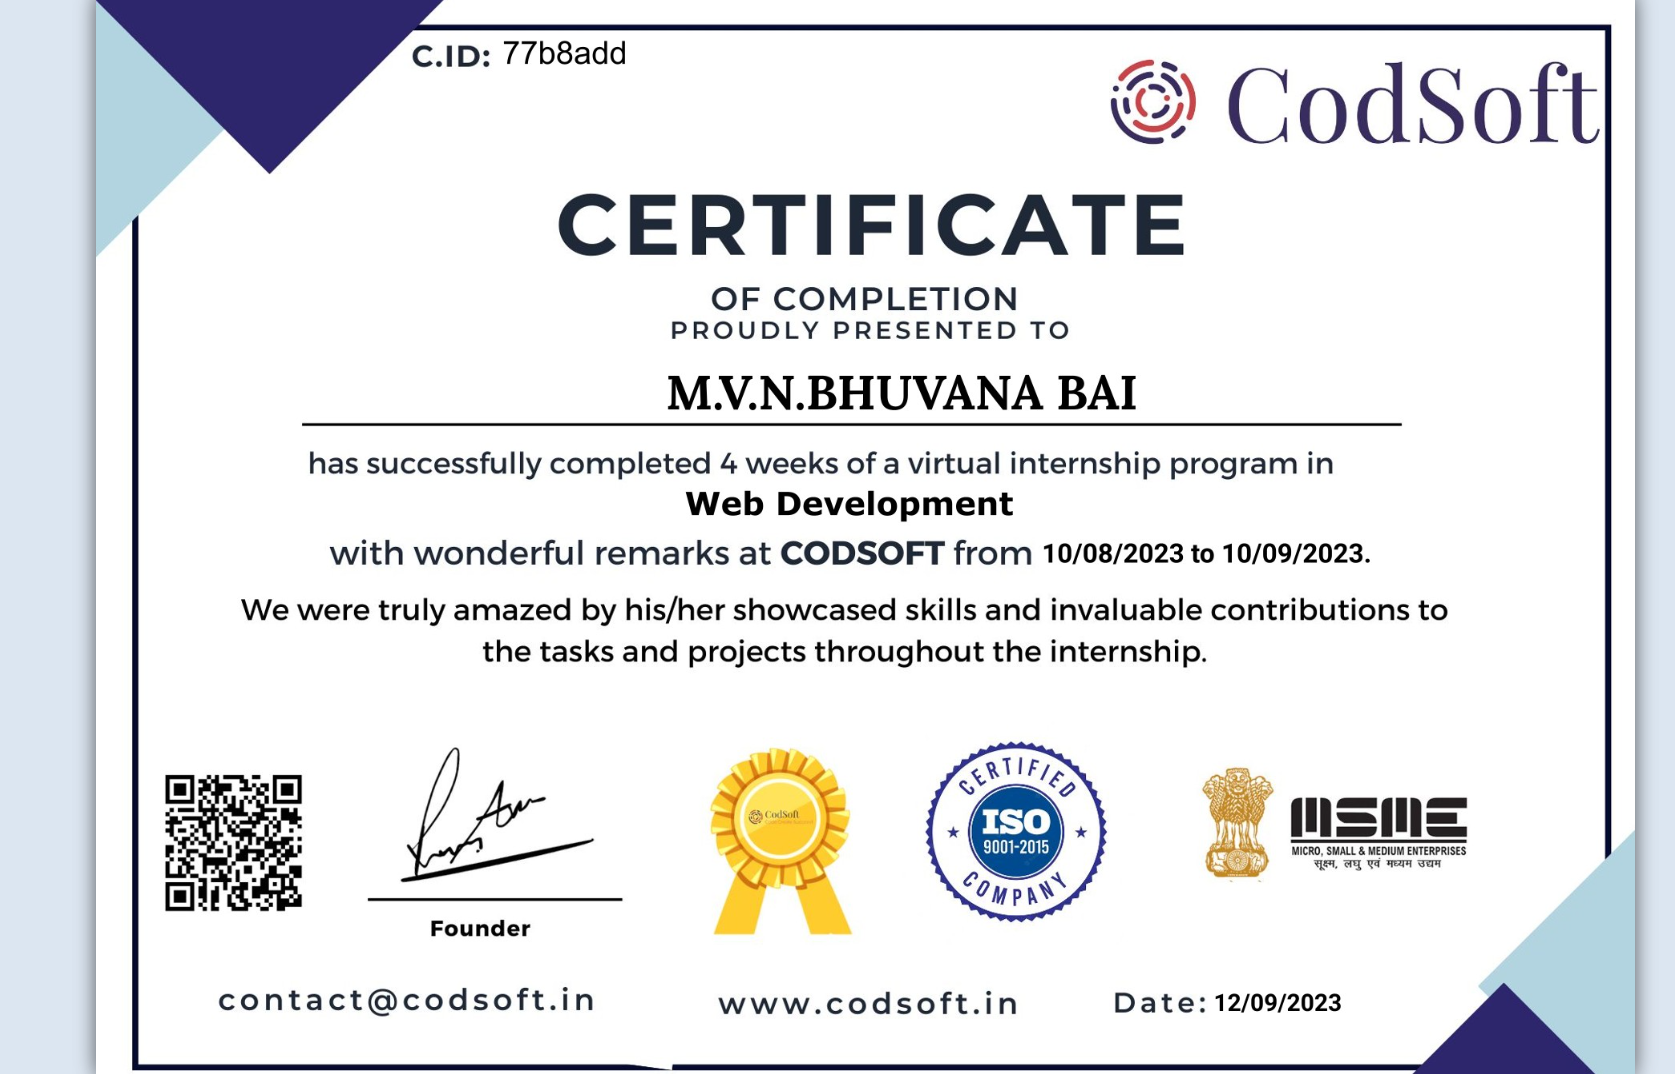 C.ID: 77b8add
CodSoft
CERTIFICATE
OF COMPLETION
PROUDLY PRESENTED TO
M.V.N.BHUVANA BAI
has successfully completed 4 weeks of a virtual internship program in
Web Development
with wonderful remarks at CODSOFT from 10/08/2023 to 10/09/2023.
We were truly amazed by his/her showcased skills and invaluable contributions to
the tasks and projects throughout the internship.
CodSoft
CERTIFIED
ISO
9001-2015
COMPANY
MSME
MICRO, SMALL & MEDIUM ENTERPRISES
सूक्ष्म, लघु एवं मध्यम उद्यम
Founder
contact@codsoft.in
www.codsoft.in
Date: 12/09/2023